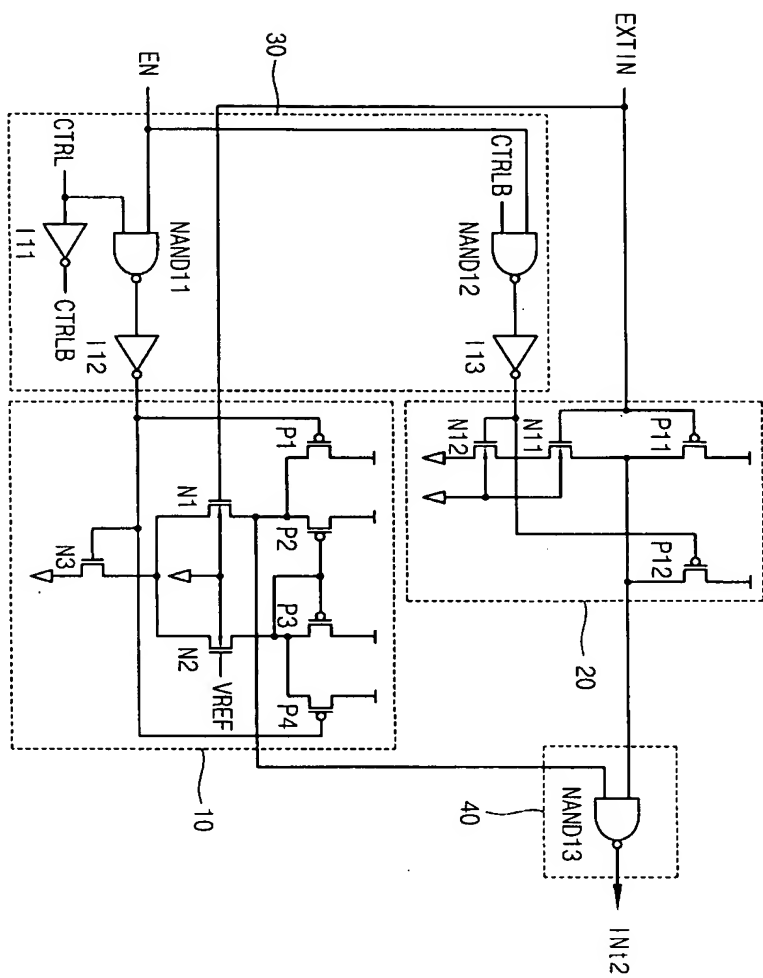 EXTIN
EN
30
CTRL
I11
CTRLB
NAND11
I12
CTRLB
NAND12
I13
P11
N11
N12
P12
20
P1
N1
P2
N3
P3
N2
VREF
P4
10
40
NAND13
INt2